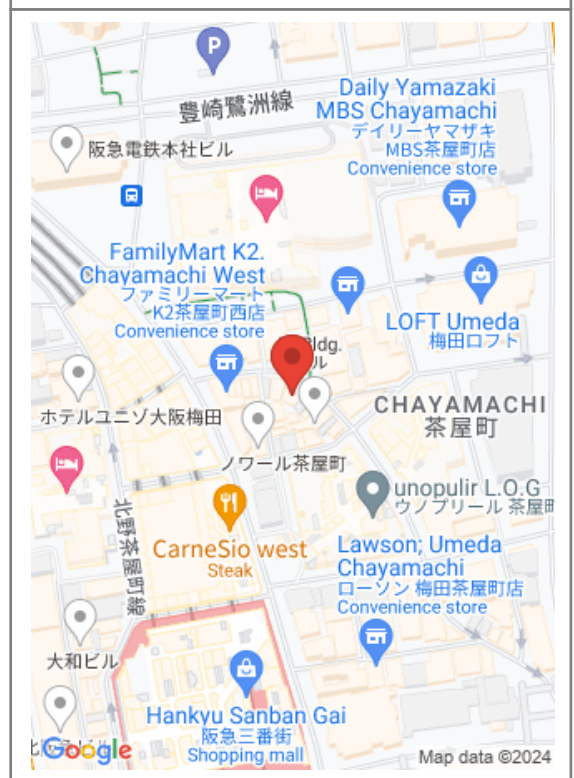 P
豊崎鷺洲線
Daily Yamazaki
MBS Chayamachi
デイリーヤマザキ
MBS茶屋町店
Convenience store
阪急電鉄本社ビル
FamilyMart K2.
Chayamachi West
ファミリーマート
K2茶屋町西店
Convenience store
LOFT Umeda
梅田ロフト
ldg.
ル
CHAYAMACHI
茶屋町
ホテルユニゾ大阪梅田
ノワール茶屋町
unopulir L.O.G
ウノプリール 茶屋町
北野茶屋町線
CarneSio west
Steak
Lawson; Umeda
Chayamachi
ローソン 梅田茶屋町店
Convenience store
大和ビル
Hankyu Sanban Gai
阪急三番街
Shopping mall
Google
Map data ©2024